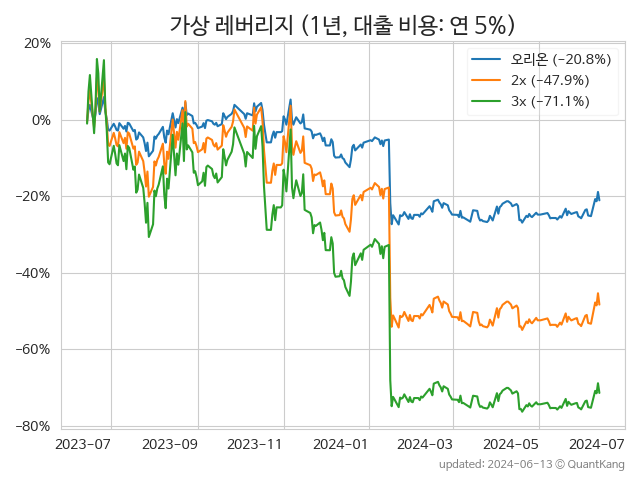 가상 레버리지 (1년, 대출 비용: 연 5%)
20%
0%
−20%
−40%
−60%
−80%
오리온 (−20.8%)
2x (−47.9%)
3x (−71.1%)
2023-07
2023-09
2023-11
2024-01
2024-03
2024-05
2024-07
updated: 2024-06-13 © QuantKang